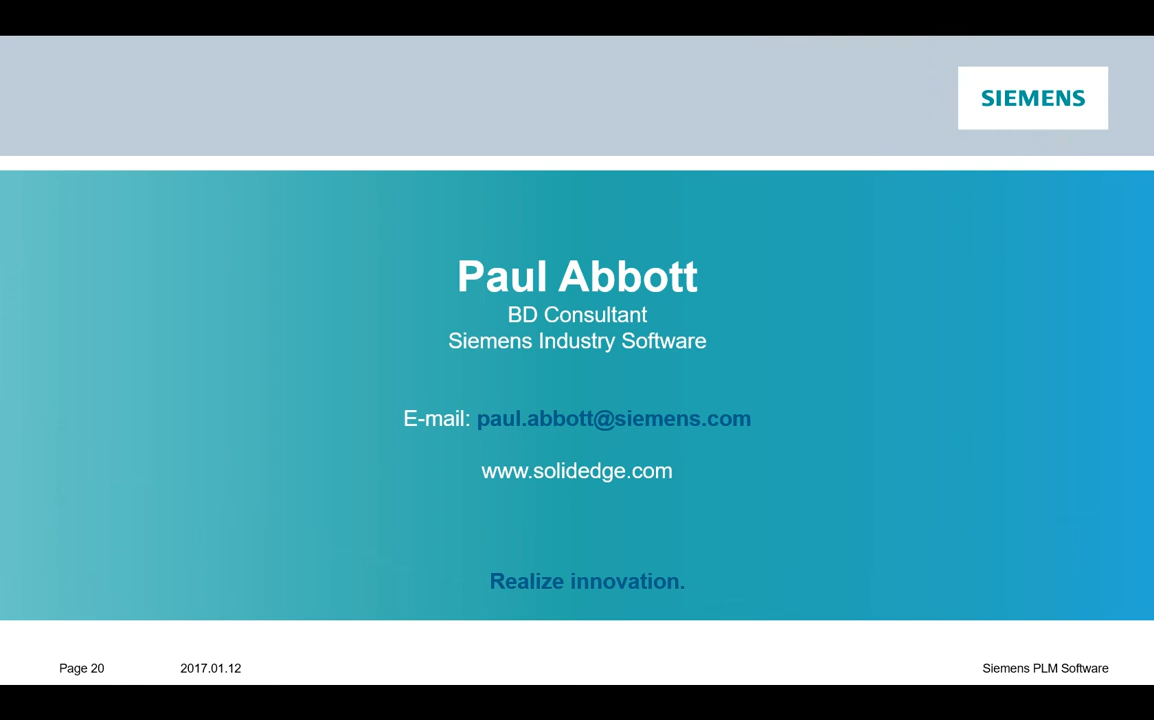 SIEMENS
Paul Abbott
BD Consultant
Siemens Industry Software
E-mail: paul.abbott@siemens.com
www.solidedge.com
Realize innovation.
Page 20 2017.01.12 Siemens PLM Software